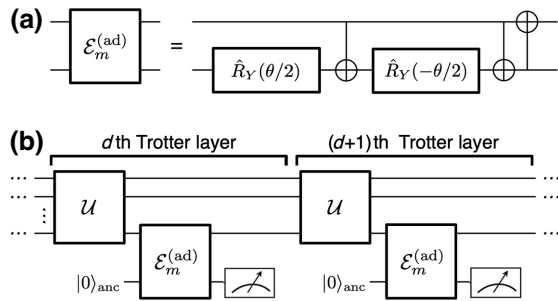 (a)
ℰ_m^(ad) = R̂_Y(θ/2) R̂_Y(−θ/2)
(b)
dth Trotter layer (d+1)th Trotter layer
... 𝒰 𝒰 ...
... ...
⋮
... ℰ_m^(ad) ℰ_m^(ad) ...
|0⟩_anc |0⟩_anc